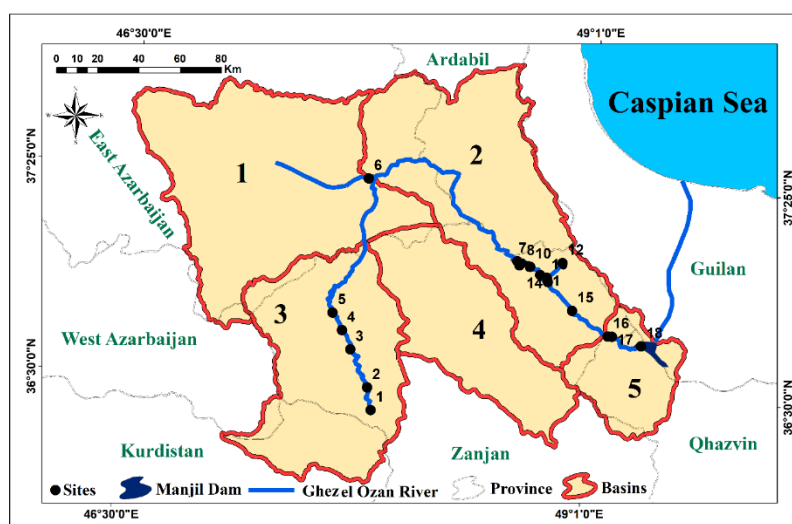 46°30'0"E
49°1'0"E
0 10 20 40 60 80
Km
Ardabil
Caspian Sea
N
W E
S
East Azarbaijan
37°25'0"N
37°25'0"N
1
2
6
7 8 10 12
14 1 1
15
Guilan
West Azarbaijan
3
5
4
3
2
1
4
16
17
18
5
36°30'0"N
36°30'0"N
Kurdistan
Zanjan
Qhazvin
Sites Manjil Dam Ghezel Ozan River Province Basins
46°30'0"E
49°1'0"E